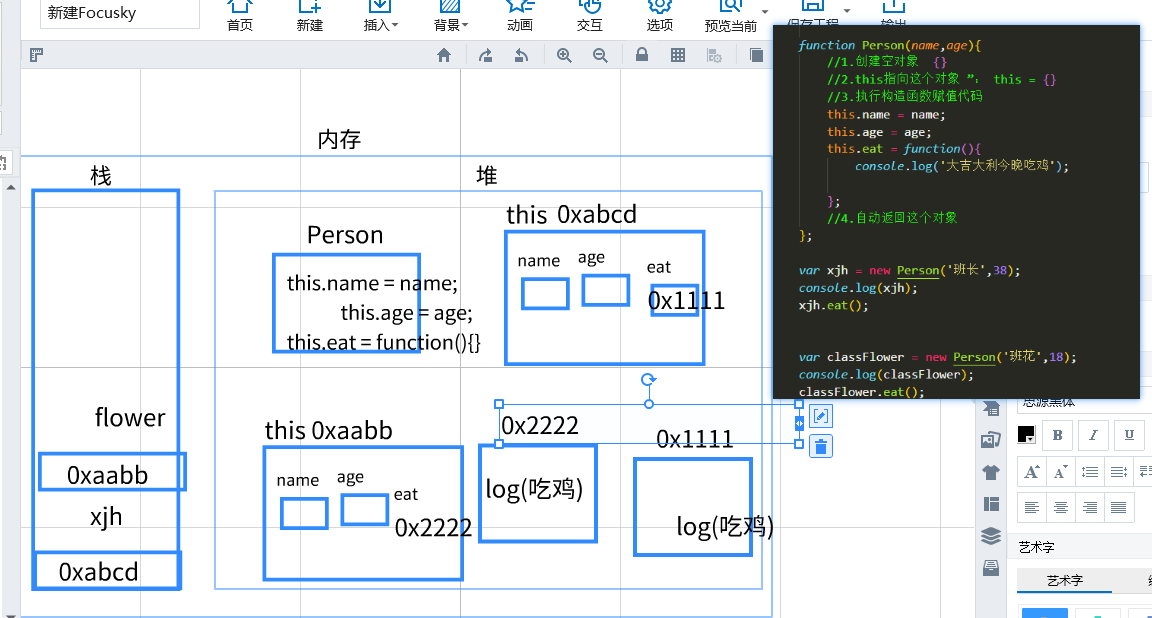 新建Focusky
首页
新建
插入
背景
动画
交互
选项
预览当前
保存工程
输出
内存
栈
堆
Person
this.name = name;
this.age = age;
this.eat = function(){}
this 0xabcd
name
age
eat
0x1111
flower
0xaabb
xjh
0xabcd
this 0xaabb
name
age
eat
0x2222
0x2222
log(吃鸡)
0x1111
log(吃鸡)
function Person(name,age){
//1.创建空对象 {}
//2.this指向这个对象 ”： this = {}
//3.执行构造函数赋值代码
this.name = name;
this.age = age;
this.eat = function(){
console.log('大吉大利今晚吃鸡');
};
//4.自动返回这个对象
};
var xjh = new Person('班长',38);
console.log(xjh);
xjh.eat();
var classFlower = new Person('班花',18);
console.log(classFlower);
classFlower.eat();
思源黑体
B
I
U
A
A
艺术字
艺术字